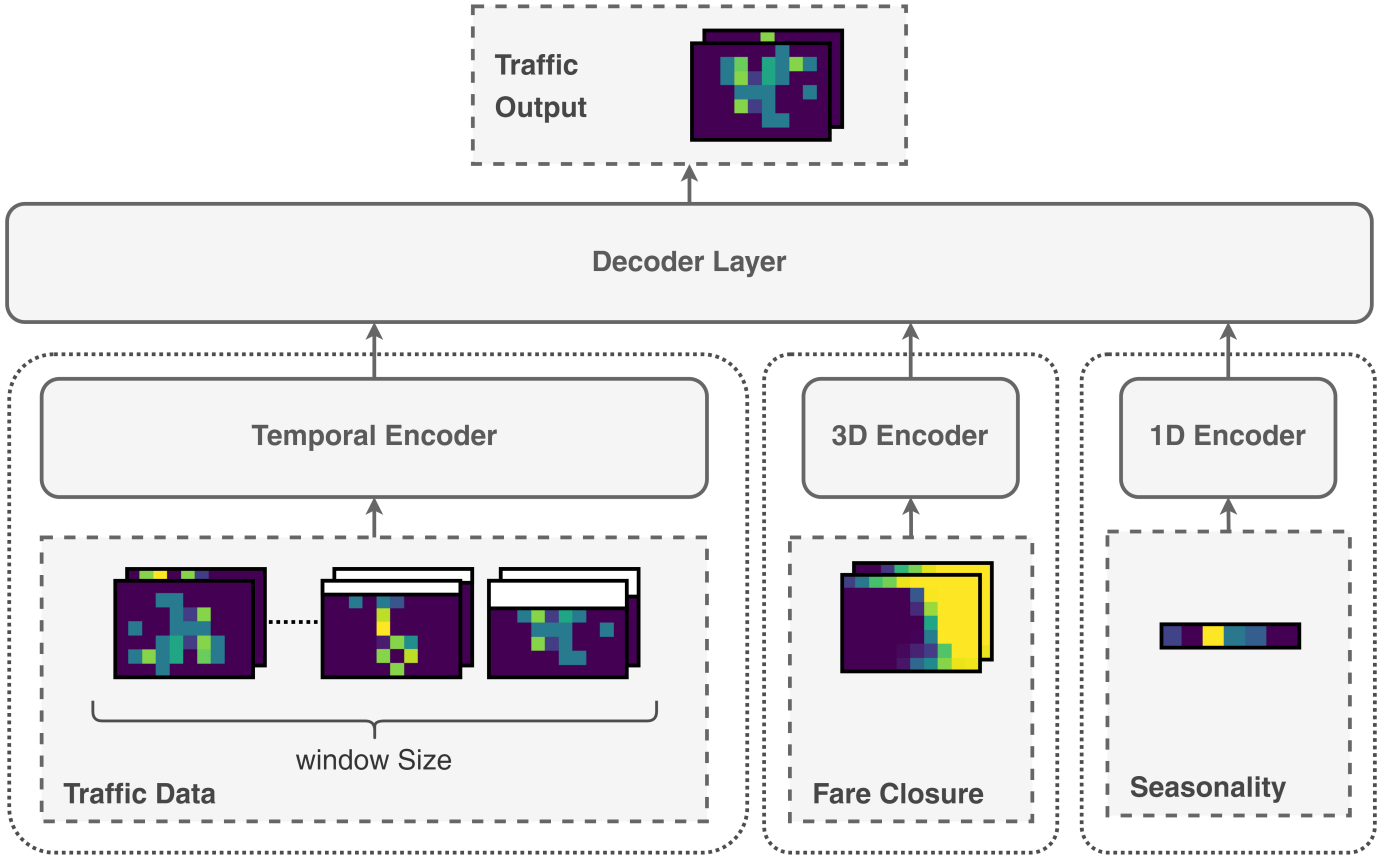 Traffic
Output
Decoder Layer
Temporal Encoder
3D Encoder
1D Encoder
window Size
Traffic Data
Fare Closure
Seasonality